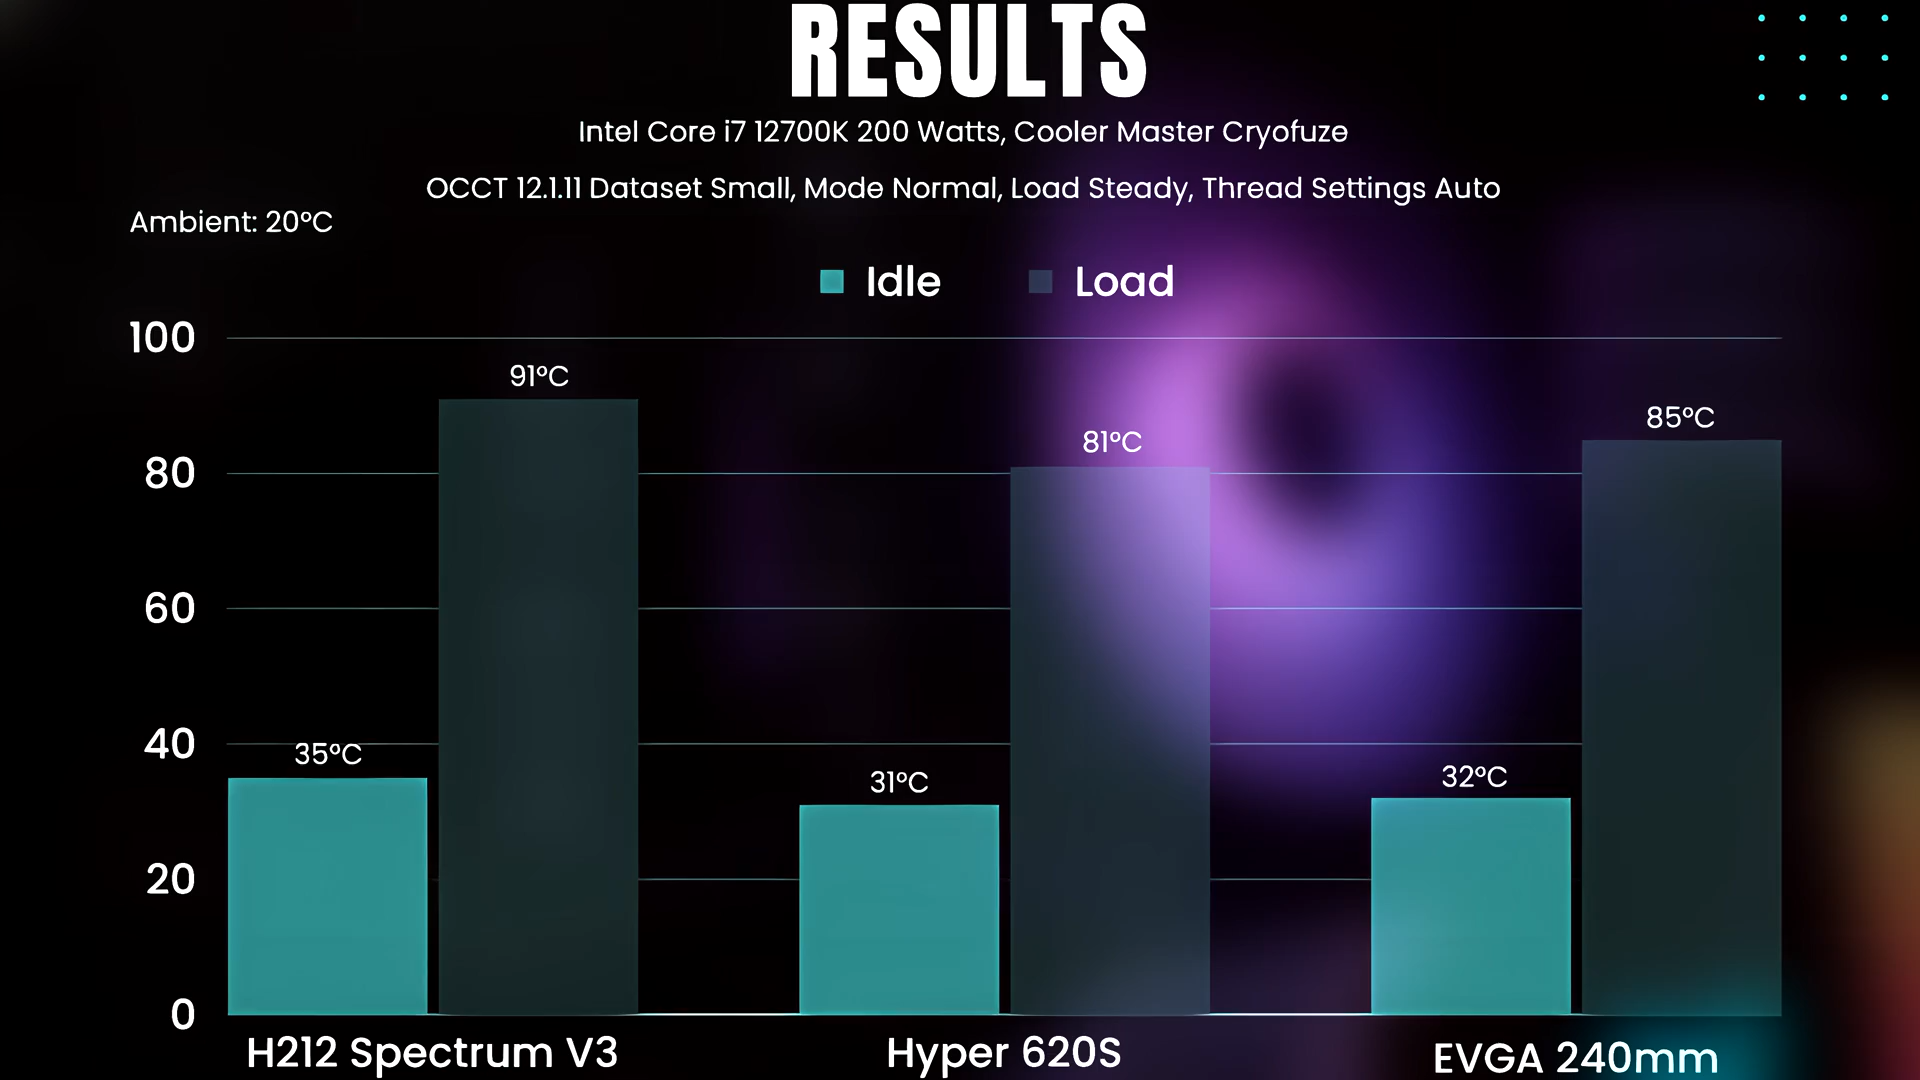 RESULTS
Intel Core i7 12700K 200 Watts, Cooler Master Cryofuze
OCCT 12.1.11 Dataset Small, Mode Normal, Load Steady, Thread Settings Auto
Ambient: 20°C
Idle Load
100
91°C
85°C
81°C
80
60
40
35°C
32°C
31°C
20
0
H212 Spectrum V3 Hyper 620S EVGA 240mm